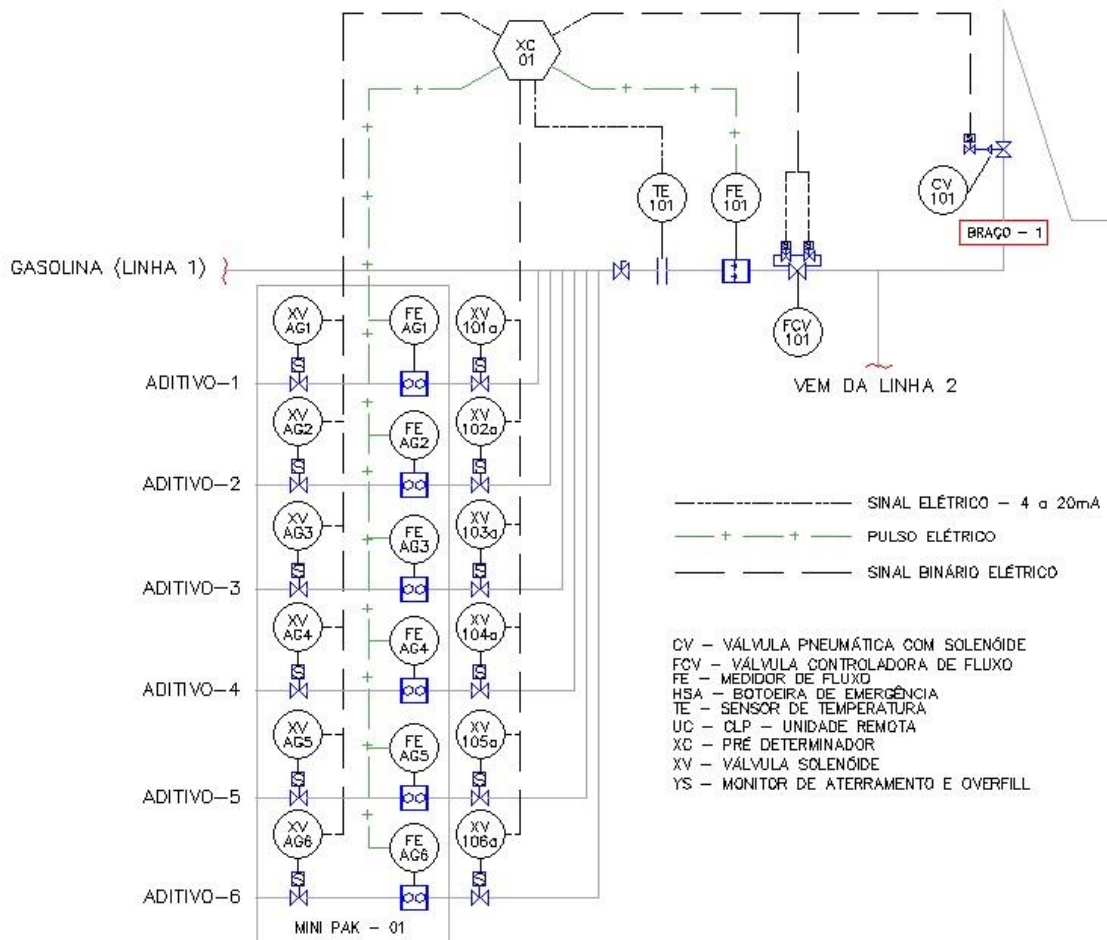 XC
01
TE
101
FE
101
CV
101
BRAÇO - 1
GASOLINA (LINHA 1)
FCV
101
VEM DA LINHA 2
XV
AG1
FE
AG1
XV
101a
ADITIVO-1
XV
AG2
FE
AG2
XV
102a
ADITIVO-2
XV
AG3
FE
AG3
XV
103a
ADITIVO-3
XV
AG4
FE
AG4
XV
104a
ADITIVO-4
XV
AG5
FE
AG5
XV
105a
ADITIVO-5
XV
AG6
FE
AG6
XV
106a
ADITIVO-6
MINI PAK - 01
SINAL ELÉTRICO - 4 a 20mA
PULSO ELÉTRICO
SINAL BINÁRIO ELÉTRICO
CV - VÁLVULA PNEUMÁTICA COM SOLENÓIDE
FCV - VÁLVULA CONTROLADORA DE FLUXO
FE - MEDIDOR DE FLUXO
HSA - BOTOEIRA DE EMERGÊNCIA
TE - SENSOR DE TEMPERATURA
UC - CLP - UNIDADE REMOTA
XC - PRÉ DETERMINADOR
XV - VÁLVULA SOLENÓIDE
YS - MONITOR DE ATERRAMENTO E OVERFILL